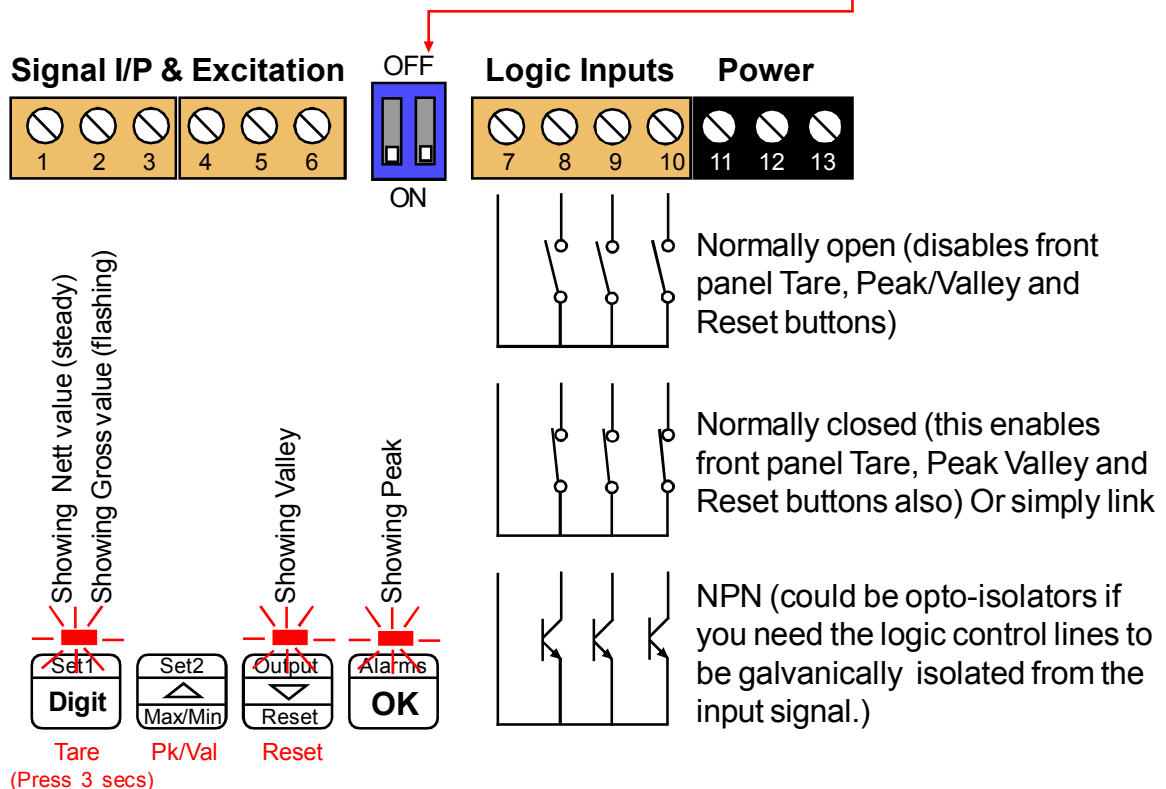 OFF
Signal I/P & Excitation
Logic Inputs
Power
1 2 3 4 5 6
7 8 9 10 11 12 13
ON
Normally open (disables front
panel Tare, Peak/Valley and
Reset buttons)
Normally closed (this enables
front panel Tare, Peak Valley and
Reset buttons also) Or simply link
NPN (could be opto-isolators if
you need the logic control lines to
be galvanically isolated from the
input signal.)
Showing Nett value (steady)
Showing Gross value (flashing)
Showing Valley
Showing Peak
Set1
Digit
Set2
Max/Min
Output
Reset
Alarms
OK
Tare
(Press 3 secs)
Pk/Val
Reset